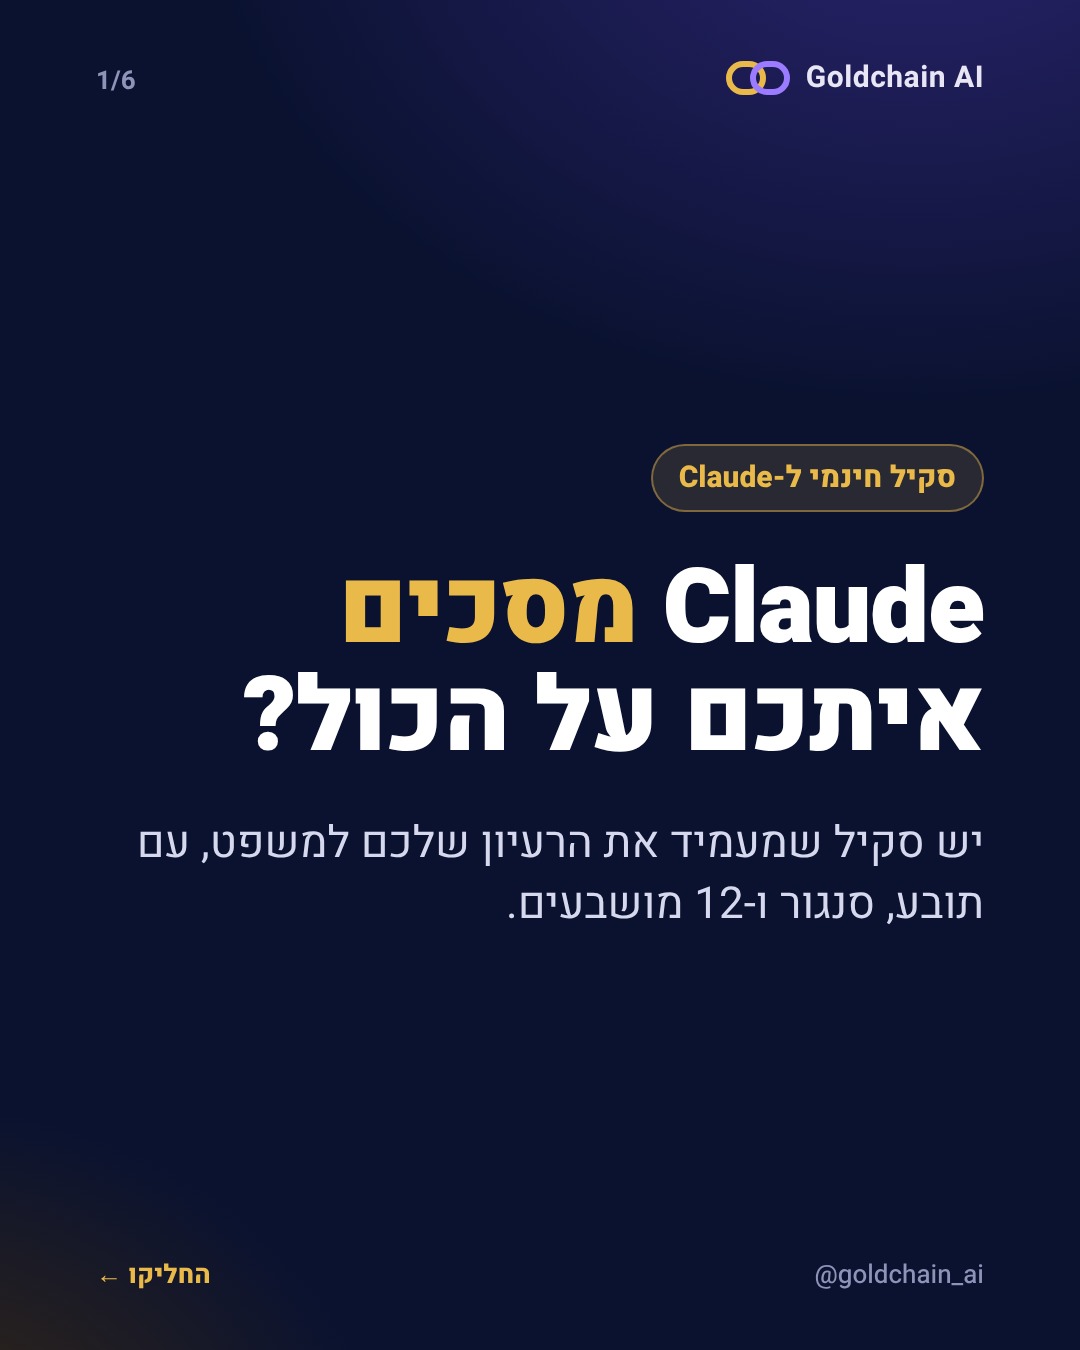 Goldchain AI
1/6
סקיל חינמי ל-Claude
Claude מסכים
איתכם על הכול?
יש סקיל שמעמיד את הרעיון שלכם למשפט, עם
תובע, סנגור ו-12 מושבעים.
@goldchain_ai
החליקו ←